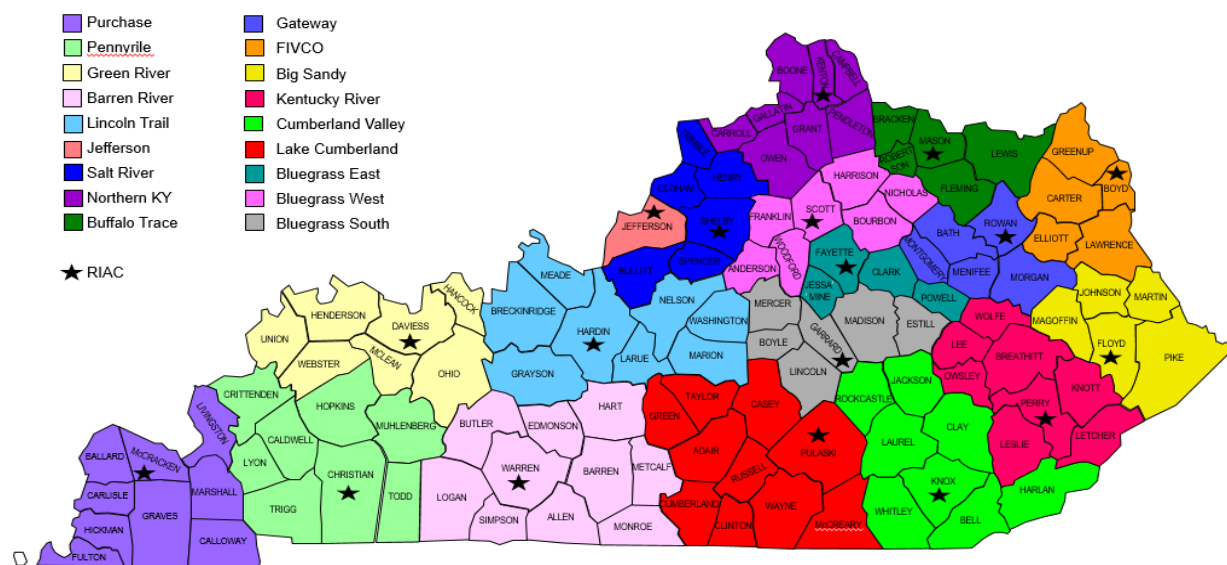 Purchase
Pennyrile
Green River
Barren River
Lincoln Trail
Jefferson
Salt River
Northern KY
Buffalo Trace
RIAC
Gateway
FIVCO
Big Sandy
Kentucky River
Cumberland Valley
Lake Cumberland
Bluegrass East
Bluegrass West
Bluegrass South
BOONE
KENTON
CAMPBELL
GALLATIN
CARROLL
GRANT
PENDLETON
OWEN
BRACKEN
MASON
ROBERT
SON
LEWIS
FLEMING
GREENUP
BOYD
CARTER
ELLIOTT
LAWRENCE
TRIMBLE
HENRY
OLDHAM
SHELBY
JEFFERSON
BULLITT
SPENCER
HARRISON
NICHOLAS
FRANKLIN
SCOTT
BOURBON
WOODFORD
ANDERSON
BATH
ROWAN
MONTGOMERY
MENIFEE
MORGAN
FAYETTE
JESSA
MINE
CLARK
POWELL
MERCER
MADISON
ESTILL
GARRARD
BOYLE
LINCOLN
MEADE
BRECKINRIDGE
HARDIN
NELSON
WASHINGTON
LARUE
MARION
GRAYSON
HANCOCK
HENDERSON
DAVIESS
UNION
WEBSTER
MCLEAN
OHIO
JOHNSON
MARTIN
MAGOFFIN
FLOYD
PIKE
WOLFE
LEE
BREATHITT
OWSLEY
KNOTT
PERRY
LESLIE
LETCHER
CRITTENDEN
HOPKINS
CALDWELL
MUHLENBERG
LYON
CHRISTIAN
TRIGG
TODD
LIVINGSTON
BALLARD
McCRACKEN
CARLISLE
MARSHALL
GRAVES
HICKMAN
CALLOWAY
FULTON
BUTLER
EDMONSON
HART
WARREN
BARREN
METCALF
LOGAN
SIMPSON
ALLEN
MONROE
GREEN
TAYLOR
CASEY
ADAIR
RUSSELL
PULASKI
CUMBERLAND
CLINTON
WAYNE
McCREARY
ROCKCASTLE
JACKSON
LAUREL
CLAY
KNOX
WHITLEY
BELL
HARLAN